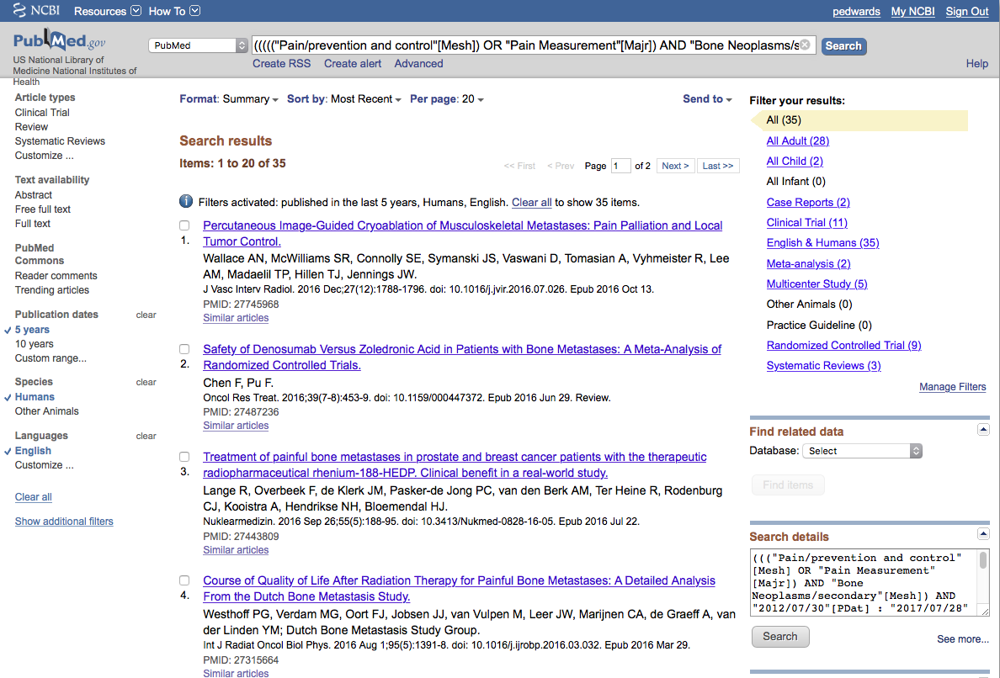 NCBI Resources How To pedwards My NCBI Sign Out
PubMed.gov
US National Library of
Medicine National Institutes of
Health
PubMed
((((("Pain/prevention and control"[Mesh]) OR "Pain Measurement"[Majr]) AND "Bone Neoplasms/s
Search
Create RSS Create alert Advanced
Help
Article types
Clinical Trial
Review
Systematic Reviews
Customize ...
Text availability
Abstract
Free full text
Full text
PubMed
Commons
Reader comments
Trending articles
Publication dates clear
5 years
10 years
Custom range...
Species clear
Humans
Other Animals
Languages clear
English
Customize ...
Clear all
Show additional filters
Format: Summary Sort by: Most Recent Per page: 20 Send to
Search results
Items: 1 to 20 of 35
<< First < Prev Page 1 of 2 Next > Last >>
Filters activated: published in the last 5 years, Humans, English. Clear all to show 35 items.
1.
Percutaneous Image-Guided Cryoablation of Musculoskeletal Metastases: Pain Palliation and Local
Tumor Control.
Wallace AN, McWilliams SR, Connolly SE, Symanski JS, Vaswani D, Tomasian A, Vyhmeister R, Lee
AM, Madaelil TP, Hillen TJ, Jennings JW.
J Vasc Interv Radiol. 2016 Dec;27(12):1788-1796. doi: 10.1016/j.jvir.2016.07.026. Epub 2016 Oct 13.
PMID: 27745968
Similar articles
2.
Safety of Denosumab Versus Zoledronic Acid in Patients with Bone Metastases: A Meta-Analysis of
Randomized Controlled Trials.
Chen F, Pu F.
Oncol Res Treat. 2016;39(7-8):453-9. doi: 10.1159/000447372. Epub 2016 Jun 29. Review.
PMID: 27487236
Similar articles
3.
Treatment of painful bone metastases in prostate and breast cancer patients with the therapeutic
radiopharmaceutical rhenium-188-HEDP. Clinical benefit in a real-world study.
Lange R, Overbeek F, de Klerk JM, Pasker-de Jong PC, van den Berk AM, Ter Heine R, Rodenburg
CJ, Kooistra A, Hendrikse NH, Bloemendal HJ.
Nuklearmedizin. 2016 Sep 26;55(5):188-95. doi: 10.3413/Nukmed-0828-16-05. Epub 2016 Jul 22.
PMID: 27443809
Similar articles
4.
Course of Quality of Life After Radiation Therapy for Painful Bone Metastases: A Detailed Analysis
From the Dutch Bone Metastasis Study.
Westhoff PG, Verdam MG, Oort FJ, Jobsen JJ, van Vulpen M, Leer JW, Marijnen CA, de Graeff A, van
der Linden YM; Dutch Bone Metastasis Study Group.
Int J Radiat Oncol Biol Phys. 2016 Aug 1;95(5):1391-8. doi: 10.1016/j.ijrobp.2016.03.032. Epub 2016 Mar 29.
PMID: 27315664
Similar articles
Filter your results:
All (35)
All Adult (28)
All Child (2)
All Infant (0)
Case Reports (2)
Clinical Trial (11)
English & Humans (35)
Meta-analysis (2)
Multicenter Study (5)
Other Animals (0)
Practice Guideline (0)
Randomized Controlled Trial (9)
Systematic Reviews (3)
Manage Filters
Find related data
Database: Select
Find items
Search details
((("Pain/prevention and control"
[Mesh] OR "Pain Measurement"
[Majr]) AND "Bone
Neoplasms/secondary"[Mesh]) AND
"2012/07/30"[PDat] : "2017/07/28"
Search
See more...